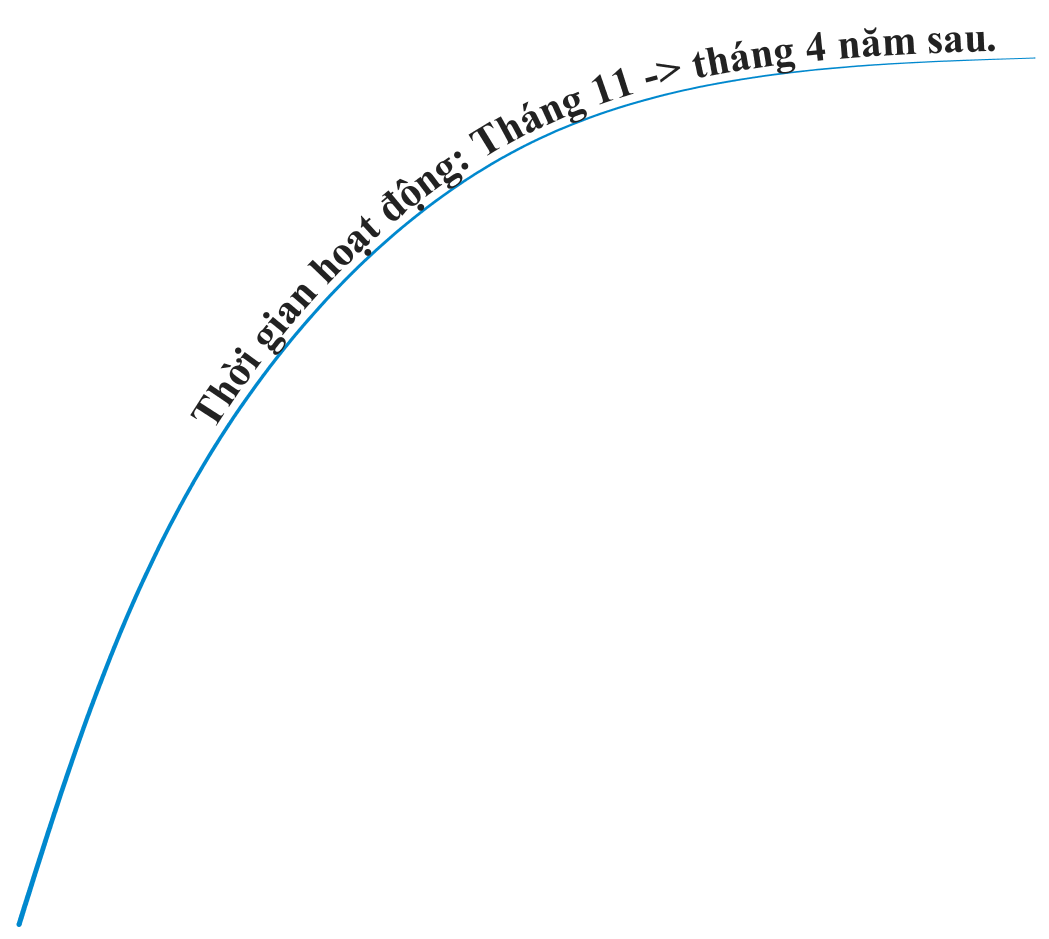 Thời gian hoạt động: Tháng 11 -> tháng 4 năm sau.